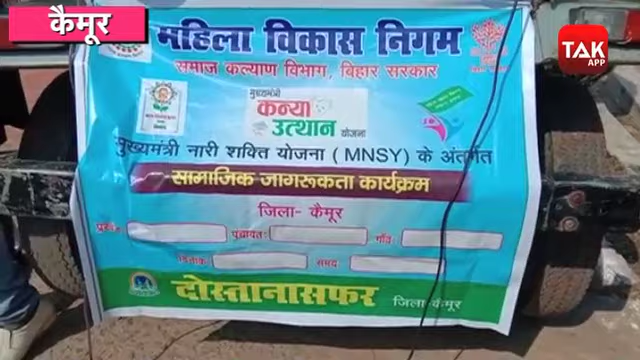 कैमूर
TAK
APP
महिला विकास निगम
समाज कल्याण विभाग, बिहार सरकार
मुख्यमंत्री
कन्या
उत्थान योजना
मुख्यमंत्री नारी शक्ति योजना (MNSY) के अंतर्गत
सामाजिक जागरूकता कार्यक्रम
जिला- कैमूर
पंचायत: गाँव:
दिनांक समय:
दोस्तानासफर जिला-कैमूर